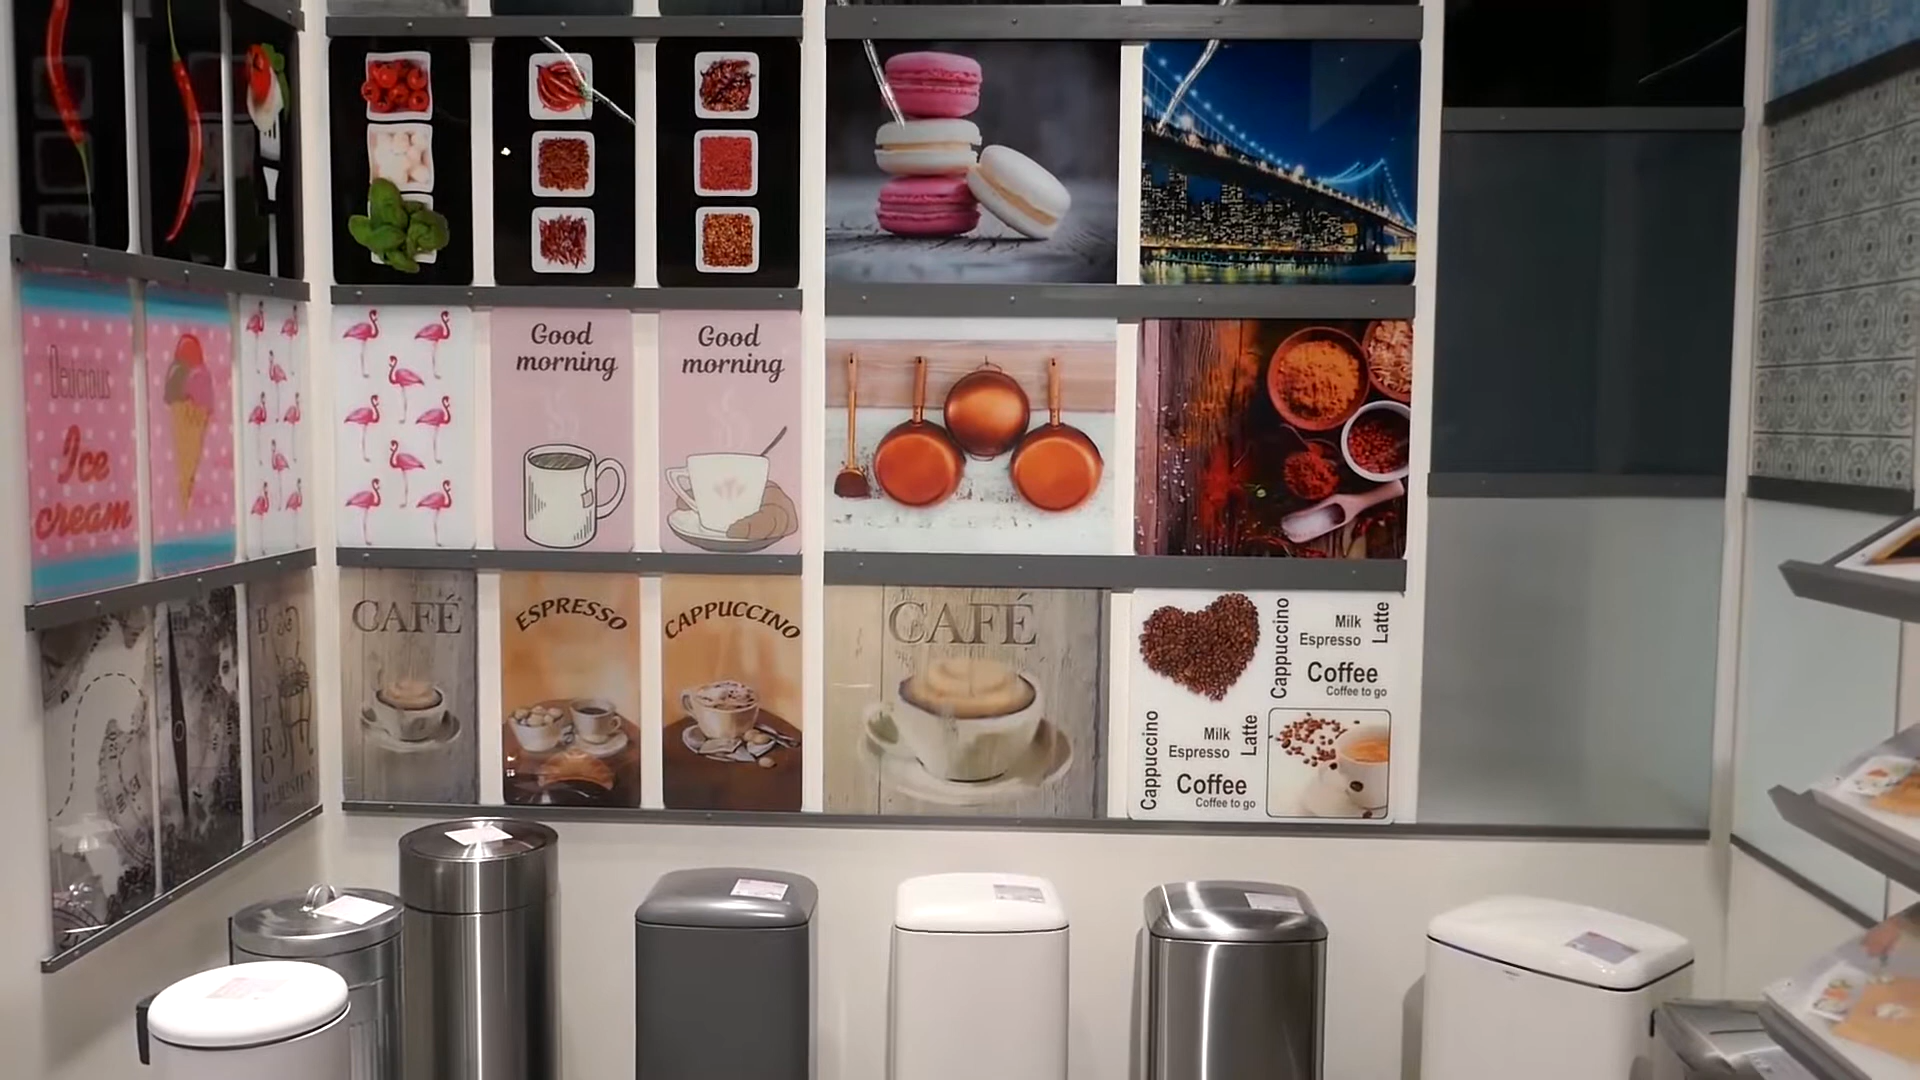 Good
morning
Good
morning
Delicious
Ice
cream
CAFÉ
ESPRESSO
CAPPUCCINO
CAFÉ
Cappuccino
Milk
Espresso
Latte
Coffee
Coffee to go
Cappuccino
Milk
Espresso
Latte
Coffee
Coffee to go